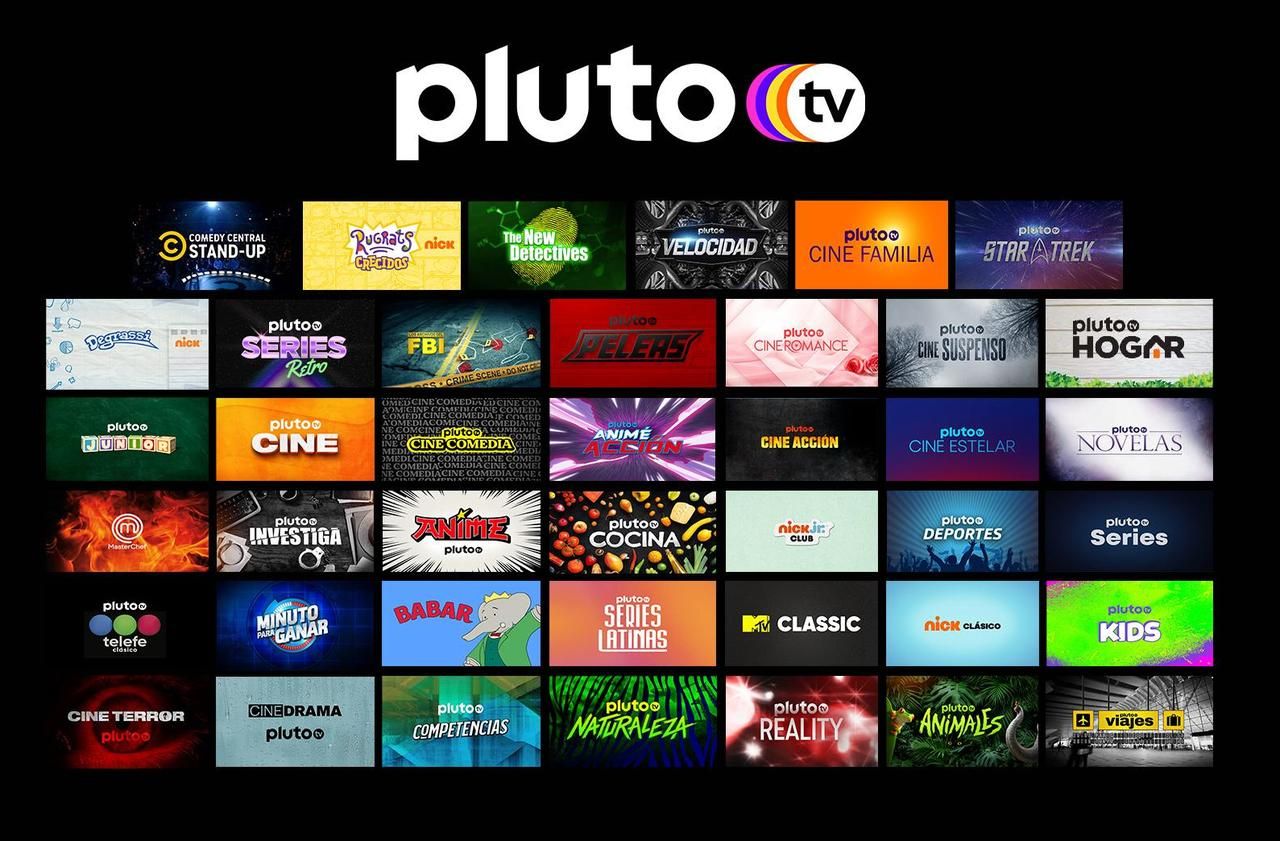 pluto tv
COMEDY CENTRAL
STAND-UP
RUGRATS
CRECIDOS
nick
The New
Detectives
pluto tv
VELOCIDAD
pluto tv
CINE FAMILIA
pluto tv
STAR TREK
Degrassi
nick
pluto tv
SERIES
Retro
LOS ARCHIVOS DEL
FBI
CRIME SCENE • DO NOT C
pluto tv
PELEAS
pluto tv
CINE ROMANCE
pluto tv
CINE SUSPENSO
pluto tv
HOGAR
pluto tv
JUNIOR
pluto tv
CINE
pluto tv
CINE COMEDIA
pluto tv
ANIMÉ
ACCIÓN
pluto tv
CINE ACCIÓN
pluto tv
CINE ESTELAR
pluto tv
NOVELAS
MasterChef
pluto tv
INVESTIGA
ANIME
pluto tv
pluto tv
COCINA
nick jr.
CLUB
pluto tv
DEPORTES
pluto tv
Series
pluto tv
telefe
clásico
MINUTO
PARA GANAR
BABAR
pluto tv
SERIES
LATINAS
MTV CLASSIC
nick CLÁSICO
pluto tv
KIDS
CINE TERROR
pluto tv
CINE DRAMA
pluto tv
pluto tv
COMPETENCIAS
pluto tv
NATURALEZA
pluto tv
REALITY
pluto tv
ANIMALES
pluto tv
viajes